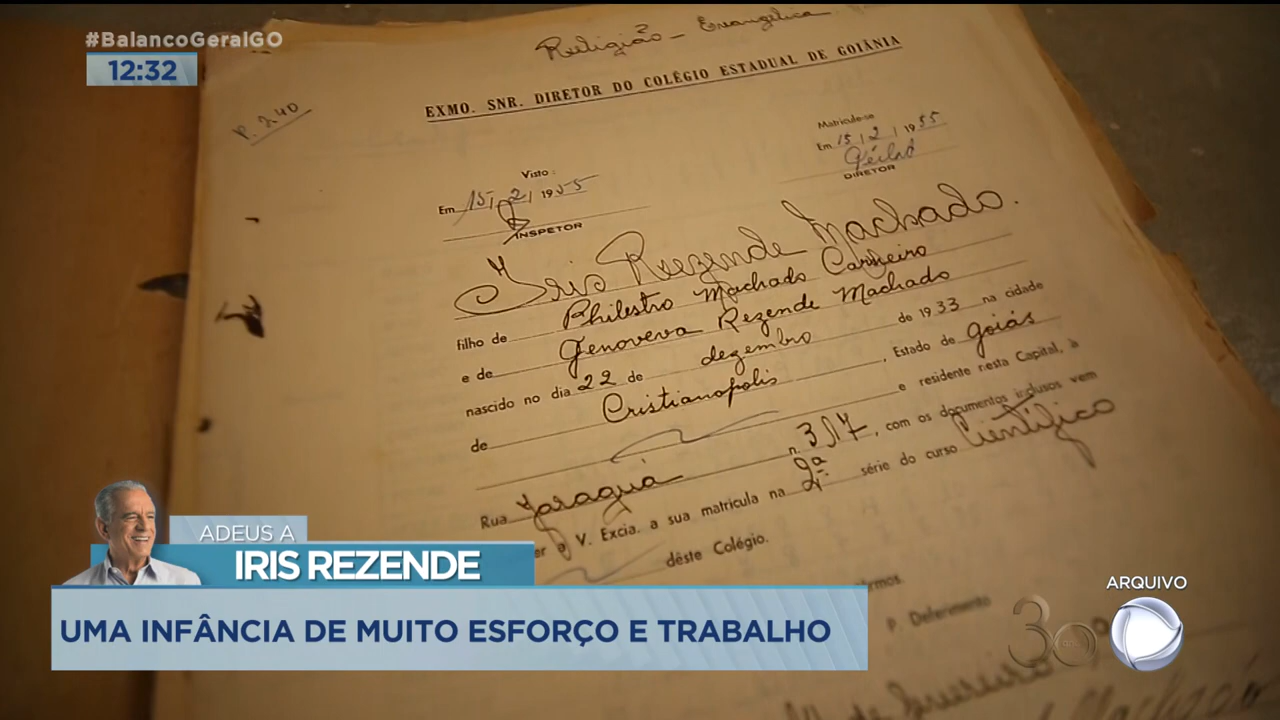 #BalancoGeralGO
12:32
Religião - Evangélica
EXMO. SNR. DIRETOR DO COLÉGIO ESTADUAL DE GOIÂNIA
P. 240
Matricule-se
Em 15 | 2 | 1955
DIRETOR
Visto:
Em 15 | 2 | 1955
INSPETOR
Iris Rezende Machado.
filho de Philestro Machado Carneiro
e de Genoveva Rezende Machado
nascido no dia 22 de dezembro de 1933 na cidade
de Cristianopolis, Estado de Goiás
e residente nesta Capital, à
Rua Jaraguá n. 317, com os documentos inclusos vem
er a V. Excia. a sua matricula na 2ª série do curso Científico
dêste Colégio.
rmos.
P. Deferimento
ADEUS A
IRIS REZENDE
UMA INFÂNCIA DE MUITO ESFORÇO E TRABALHO
ARQUIVO
30